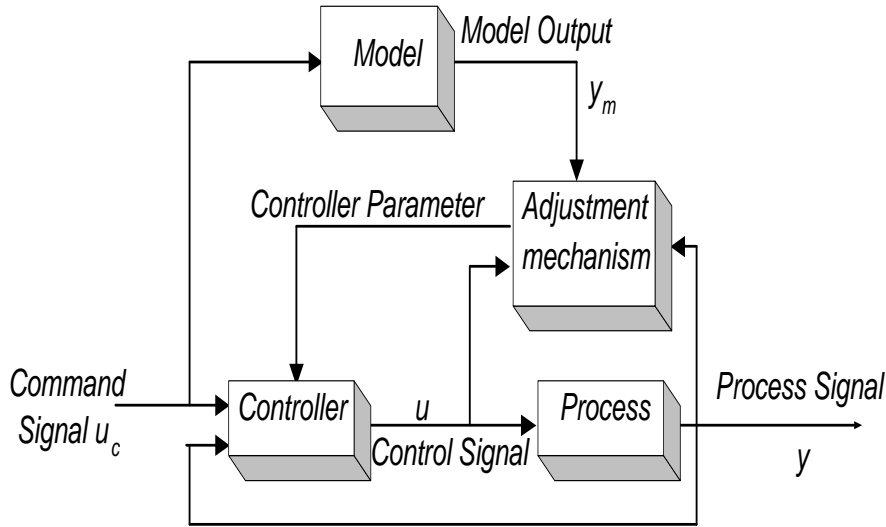 Model
Model Output
y_m
Controller Parameter
Adjustment
mechanism
Command
Signal u_c
Controller
u
Control Signal
Process
Process Signal
y